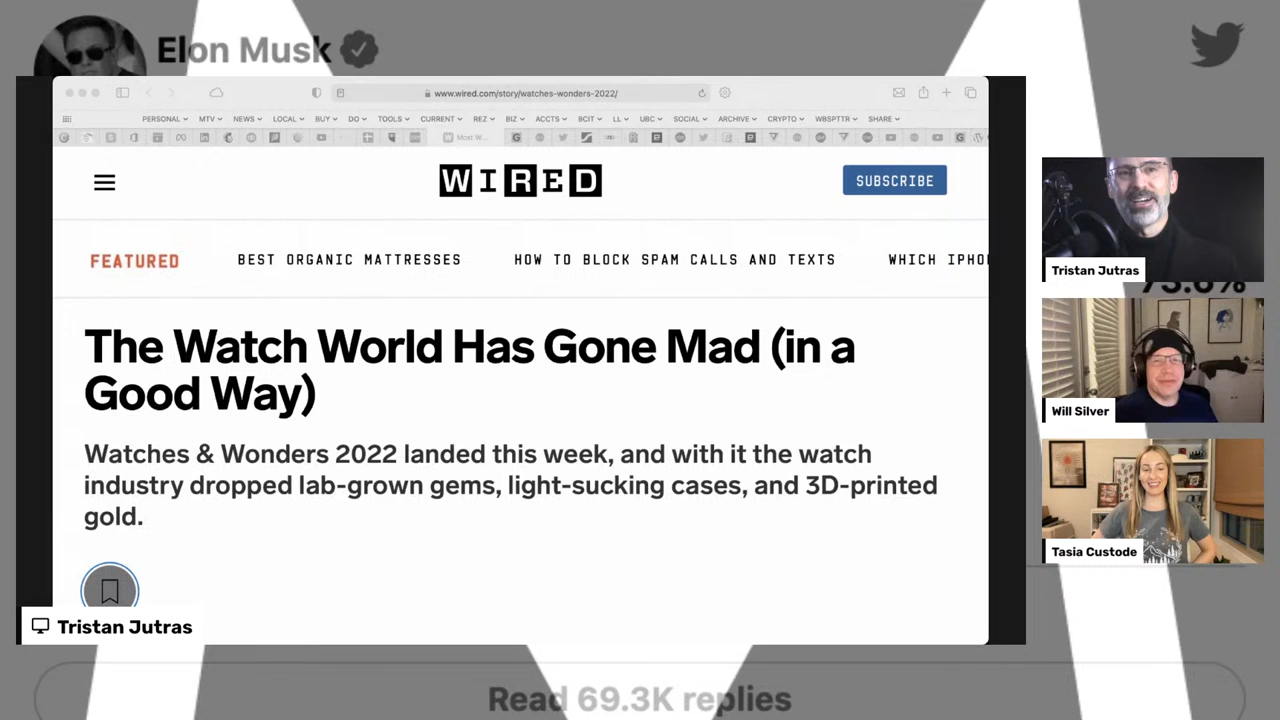 Elon Musk
www.wired.com/story/watches-wonders-2022/
PERSONAL MTV NEWS LOCAL BUY DO TOOLS CURRENT REZ BIZ ACCTS BCIT LL UBC SOCIAL ARCHIVE CRYPTO WBSPTTR SHARE
Most W...
WIRED
SUBSCRIBE
FEATURED BEST ORGANIC MATTRESSES HOW TO BLOCK SPAM CALLS AND TEXTS WHICH IPHO
The Watch World Has Gone Mad (in a
Good Way)
Watches & Wonders 2022 landed this week, and with it the watch
industry dropped lab-grown gems, light-sucking cases, and 3D-printed
gold.
Tristan Jutras
Tristan Jutras
73.6%
Will Silver
Tasia Custode
Read 69.3K replies